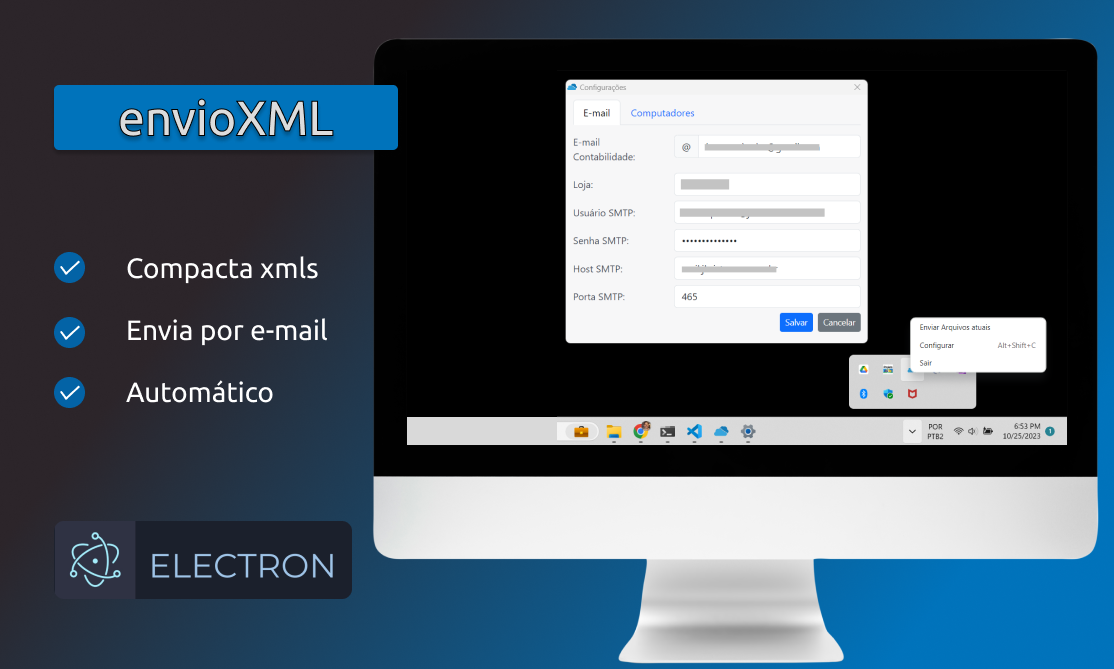 envioXML
Compacta xmls
Envia por e-mail
Automático
ELECTRON
Configurações
E-mail Computadores
E-mail
Contabilidade:
@
Loja:
Usuário SMTP:
Senha SMTP:
Host SMTP:
Porta SMTP: 465
Salvar Cancelar
Enviar Arquivos atuais
Configurar Alt+Shift+C
Sair
POR
PTB2
6:53 PM
10/25/2023
1